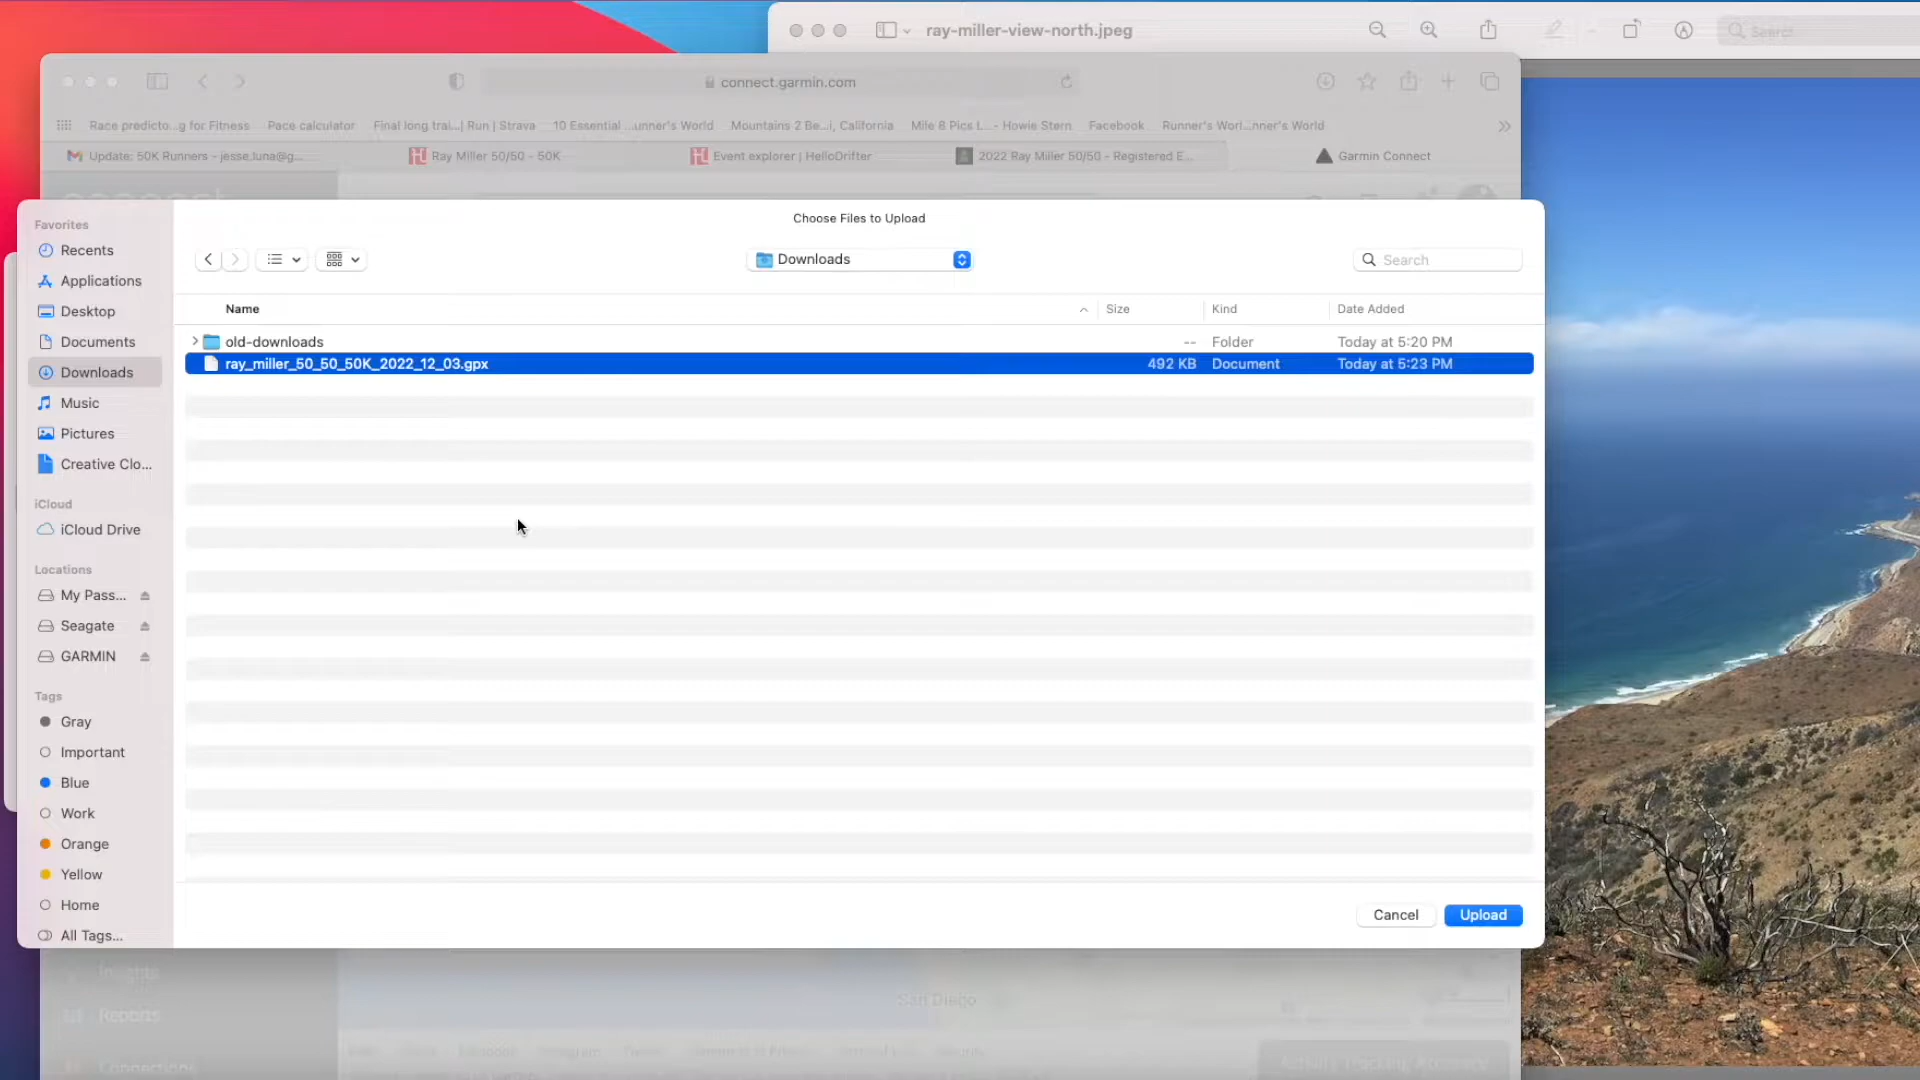 ray-miller-view-north.jpeg
Search
connect.garmin.com
Race predicto...g for Fitness Pace calculator Final long trai...| Run | Strava 10 Essential ...unner's World Mountains 2 Be...i, California Mile 8 Pics L...- Howie Stern Facebook Runner's Worl...nner's World
Update: 50K Runners - jesse.luna@g... Ray Miller 50/50 - 50K Event explorer | HelloDrifter 2022 Ray Miller 50/50 - Registered E... Garmin Connect
Choose Files to Upload
Favorites
Recents
Applications
Desktop
Documents
Downloads
Music
Pictures
Creative Clo...
iCloud
iCloud Drive
Locations
My Pass...
Seagate
GARMIN
Tags
Gray
Important
Blue
Work
Orange
Yellow
Home
All Tags...
Downloads
Search
Name Size Kind Date Added
old-downloads -- Folder Today at 5:20 PM
ray_miller_50_50_50K_2022_12_03.gpx 492 KB Document Today at 5:23 PM
Cancel Upload
Insights
Reports
Connections
San Diego